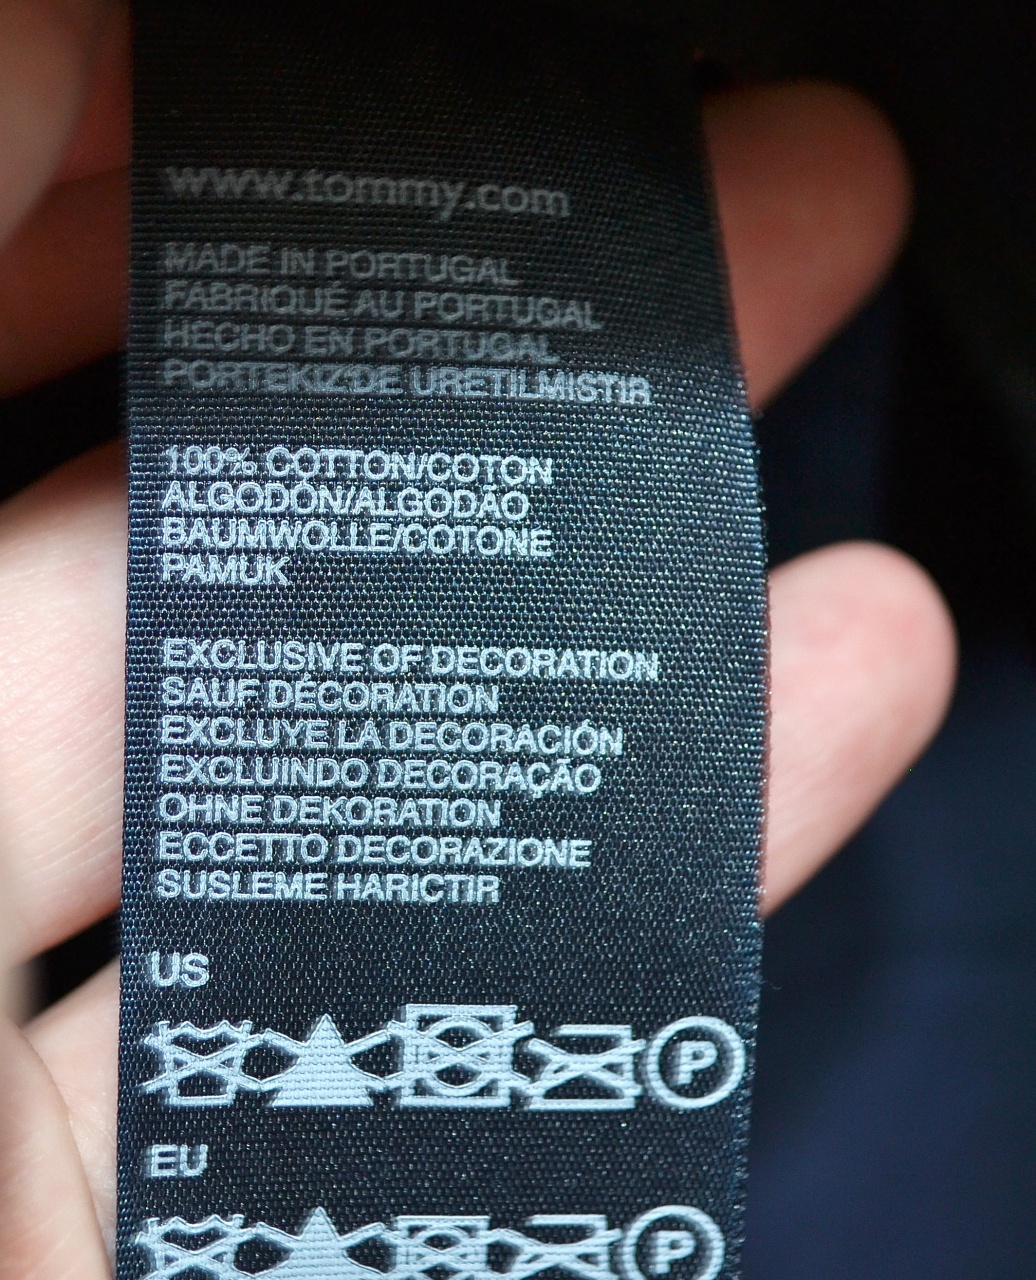 www.tommy.com
MADE IN PORTUGAL
FABRIQUÉ AU PORTUGAL
HECHO EN PORTUGAL
PORTEKIZ'DE URETILMISTIR
100% COTTON/COTON
ALGODÓN/ALGODÃO
BAUMWOLLE/COTONE
PAMUK
EXCLUSIVE OF DECORATION
SAUF DÉCORATION
EXCLUYE LA DECORACIÓN
EXCLUINDO DECORAÇÃO
OHNE DEKORATION
ECCETTO DECORAZIONE
SUSLEME HARICTIR
US
P
EU
P